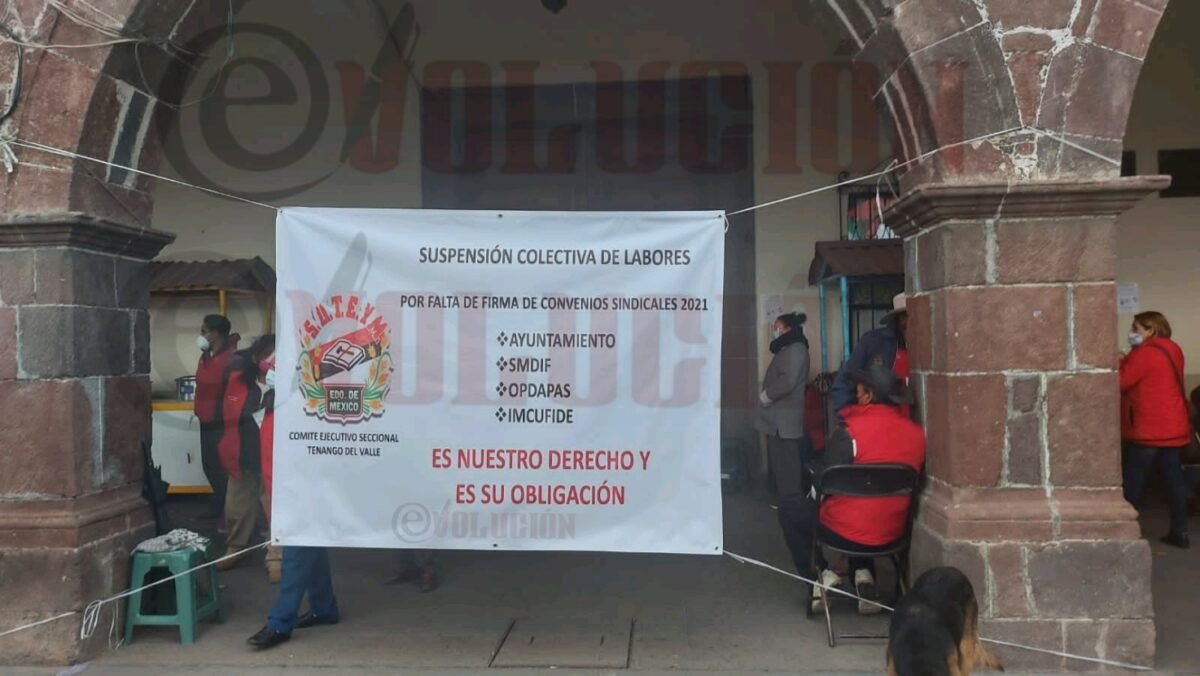 eVOLUCIÓN
SUSPENSIÓN COLECTIVA DE LABORES
POR FALTA DE FIRMA DE CONVENIOS SINDICALES 2021
❖AYUNTAMIENTO
❖SMDIF
❖OPDAPAS
❖IMCUFIDE
S.U.T.E.Y M.
EDO. DE
MEXICO
COMITE EJECUTIVO SECCIONAL
TENANGO DEL VALLE
ES NUESTRO DERECHO Y
ES SU OBLIGACIÓN
eVOLUCIÓN
eVOLUCIÓN